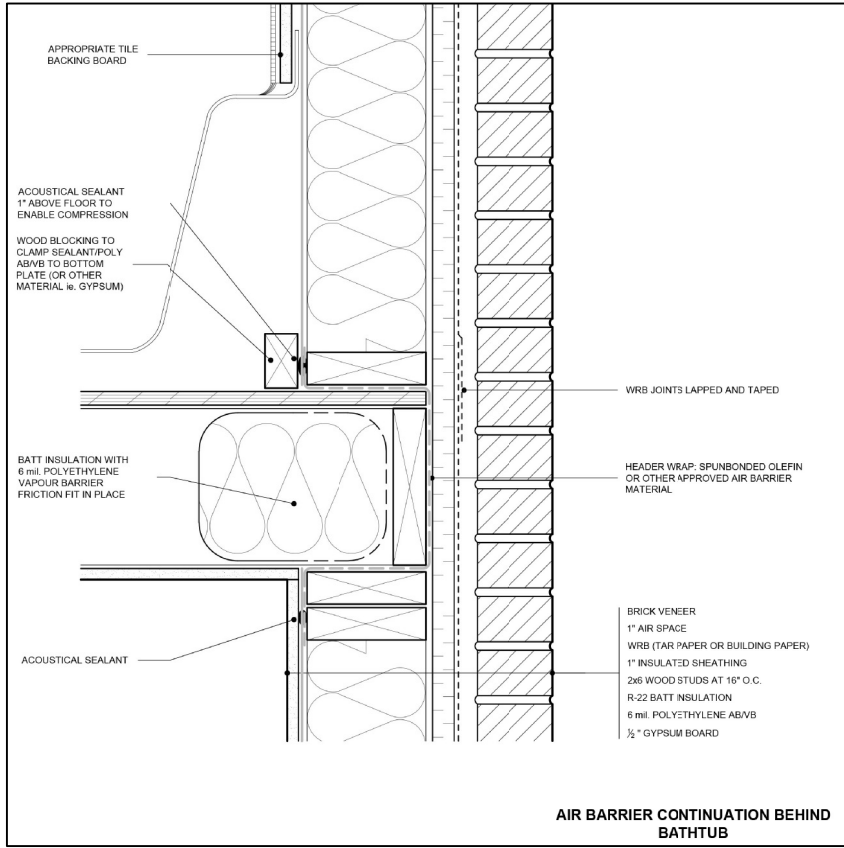 APPROPRIATE TILE
BACKING BOARD
ACOUSTICAL SEALANT
1" ABOVE FLOOR TO
ENABLE COMPRESSION
WOOD BLOCKING TO
CLAMP SEALANT/POLY
AB/VB TO BOTTOM
PLATE (OR OTHER
MATERIAL ie. GYPSUM)
WRB JOINTS LAPPED AND TAPED
BATT INSULATION WITH
6 mil. POLYETHYLENE
VAPOUR BARRIER
FRICTION FIT IN PLACE
HEADER WRAP: SPUNBONDED OLEFIN
OR OTHER APPROVED AIR BARRIER
MATERIAL
ACOUSTICAL SEALANT
BRICK VENEER
1" AIR SPACE
WRB (TAR PAPER OR BUILDING PAPER)
1" INSULATED SHEATHING
2x6 WOOD STUDS AT 16" O.C.
R-22 BATT INSULATION
6 mil. POLYETHYLENE AB/VB
½ " GYPSUM BOARD
AIR BARRIER CONTINUATION BEHIND
BATHTUB